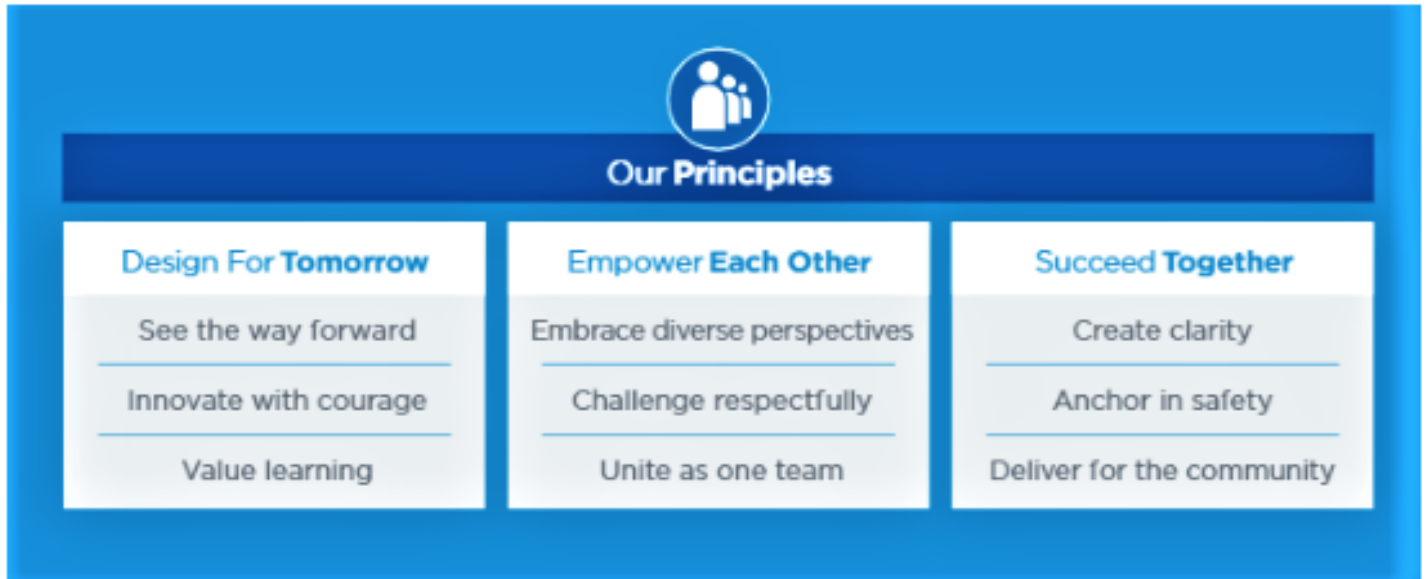 Our Principles
Design For Tomorrow
See the way forward
Innovate with courage
Value learning
Empower Each Other
Embrace diverse perspectives
Challenge respectfully
Unite as one team
Succeed Together
Create clarity
Anchor in safety
Deliver for the community